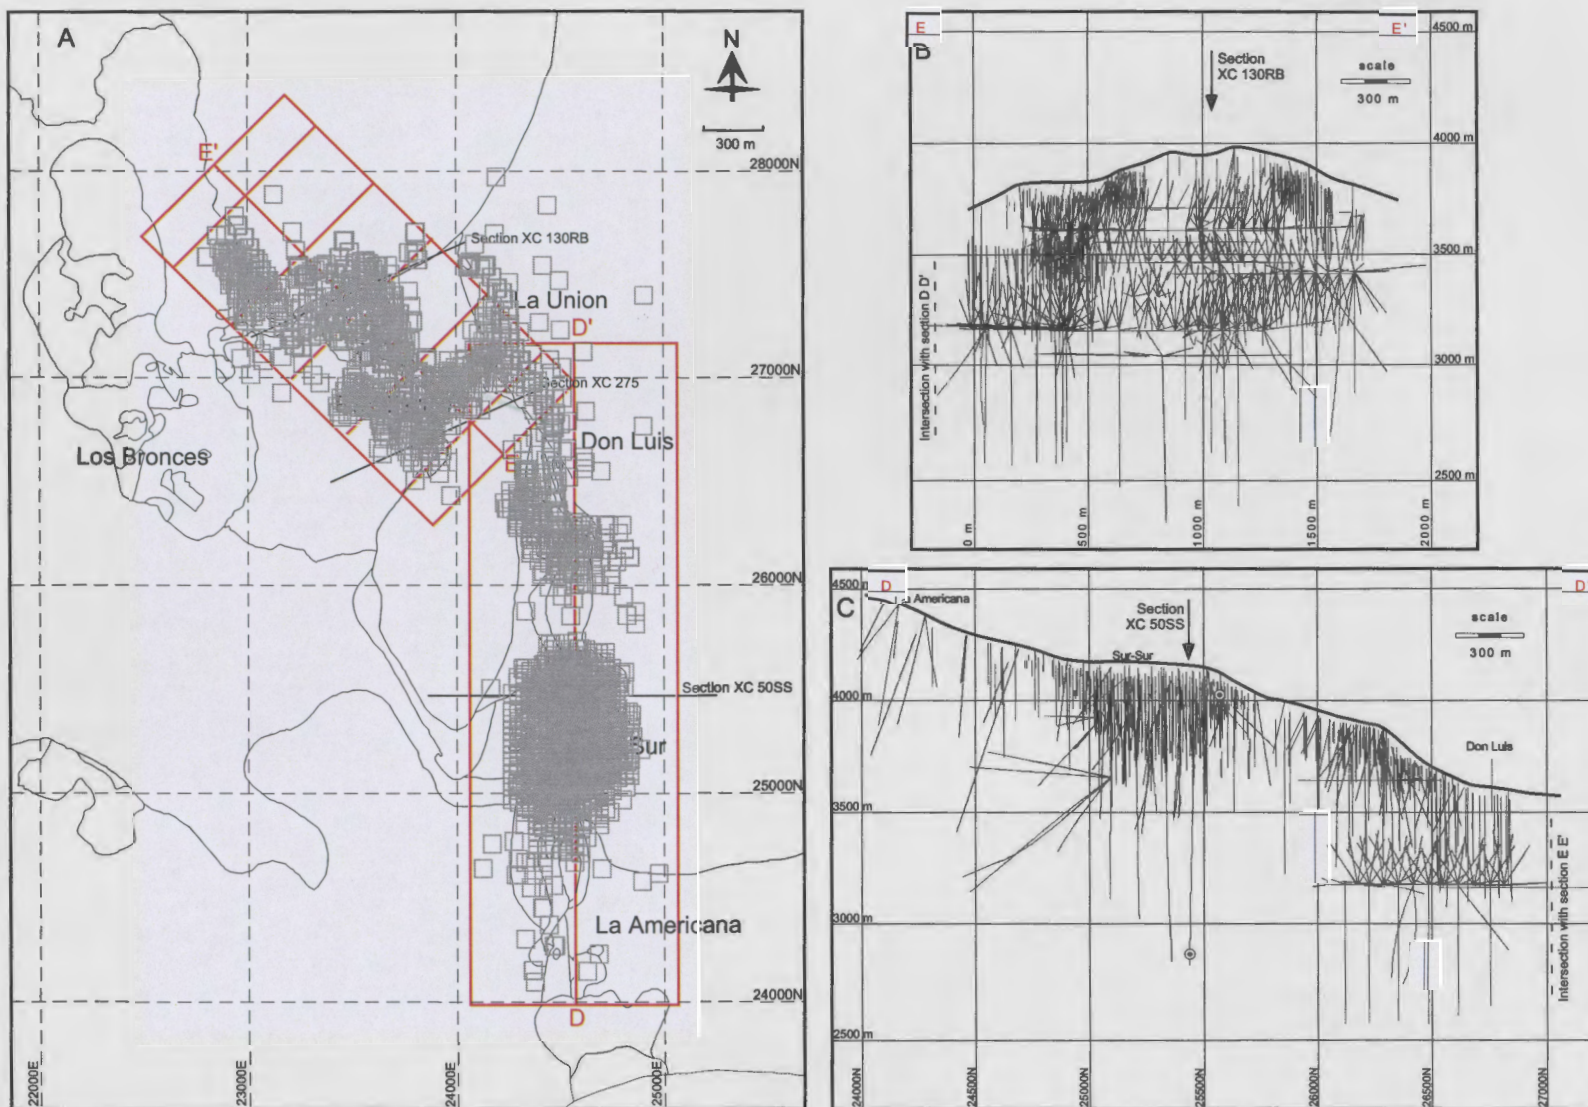 A
N
300 m
28000N
E'
Section XC 130RB
La Union
D'
27000N
Section XC 275
Don Luis
Los Bronces
E
26000N
Section XC 50SS
Sur
25000N
La Americana
24000N
D
22000E
23000E
24000E
25000E
E
E'
B
4500 m
Section
XC 130RB
scale
300 m
4000 m
3500 m
Intersection with section D D'
3000 m
2500 m
0 m
500 m
1000 m
1500 m
2000 m
4500 m
D
D
C
Americana
Section
XC 50SS
scale
300 m
Sur-Sur
4000 m
Don Luis
3500 m
Intersection with section E E'
3000 m
2500 m
24000N
24500N
25000N
25500N
26000N
26500N
27000N